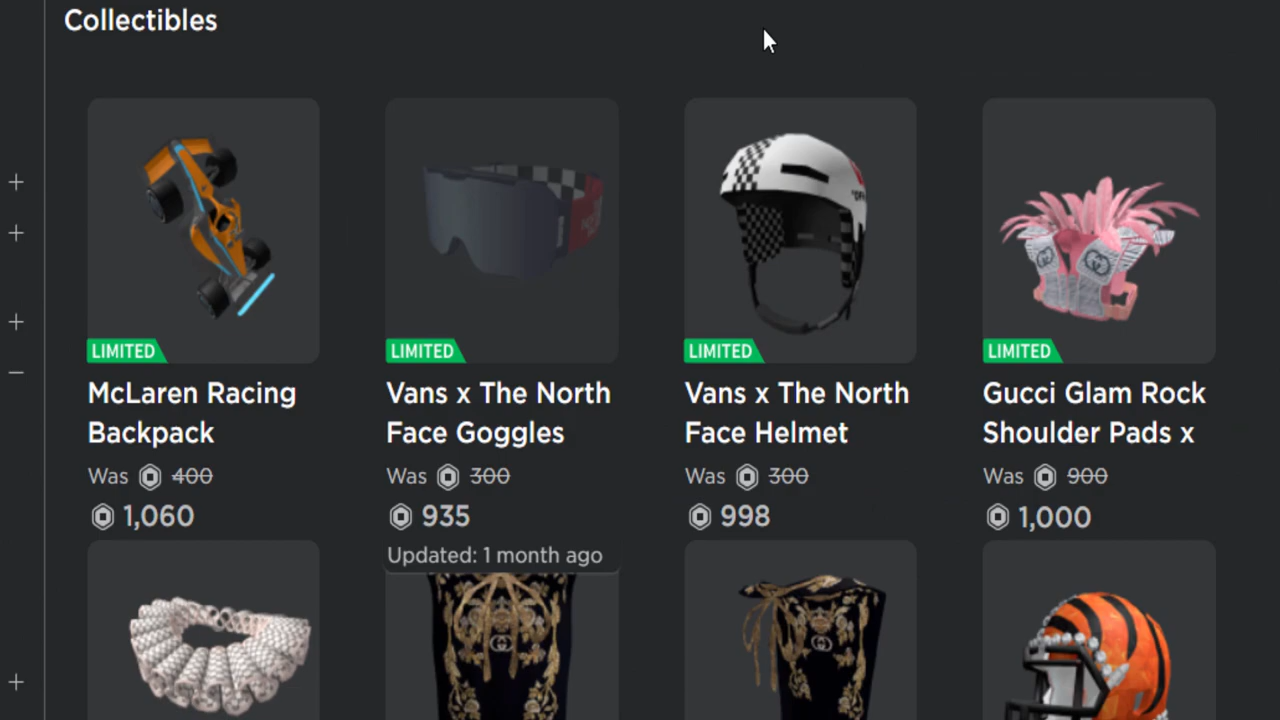 Collectibles
LIMITED
LIMITED
LIMITED
LIMITED
McLaren Racing
Backpack
Was 400
1,060
Vans x The North
Face Goggles
Was 300
935
Updated: 1 month ago
Vans x The North
Face Helmet
Was 300
998
Gucci Glam Rock
Shoulder Pads x
Was 900
1,000